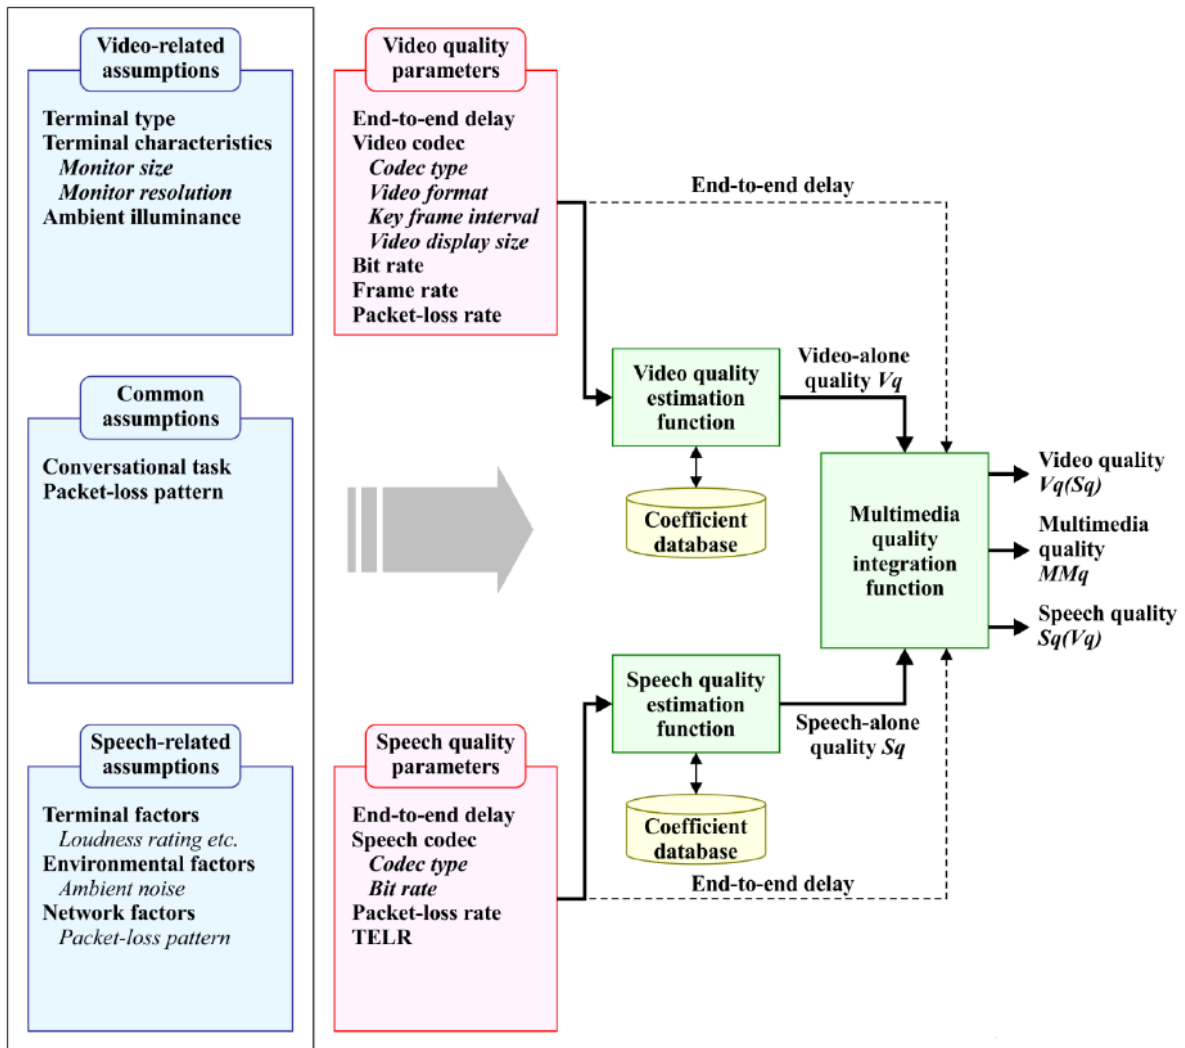 Video-related
assumptions
Terminal type
Terminal characteristics
Monitor size
Monitor resolution
Ambient illuminance
Common
assumptions
Conversational task
Packet-loss pattern
Speech-related
assumptions
Terminal factors
Loudness rating etc.
Environmental factors
Ambient noise
Network factors
Packet-loss pattern
Video quality
parameters
End-to-end delay
Video codec
Codec type
Video format
Key frame interval
Video display size
Bit rate
Frame rate
Packet-loss rate
Speech quality
parameters
End-to-end delay
Speech codec
Codec type
Bit rate
Packet-loss rate
TELR
End-to-end delay
Video quality
estimation
function
Video-alone
quality Vq
Coefficient
database
Speech quality
estimation
function
Speech-alone
quality Sq
Coefficient
database
End-to-end delay
Multimedia
quality
integration
function
Video quality
Vq(Sq)
Multimedia
quality
MMq
Speech quality
Sq(Vq)